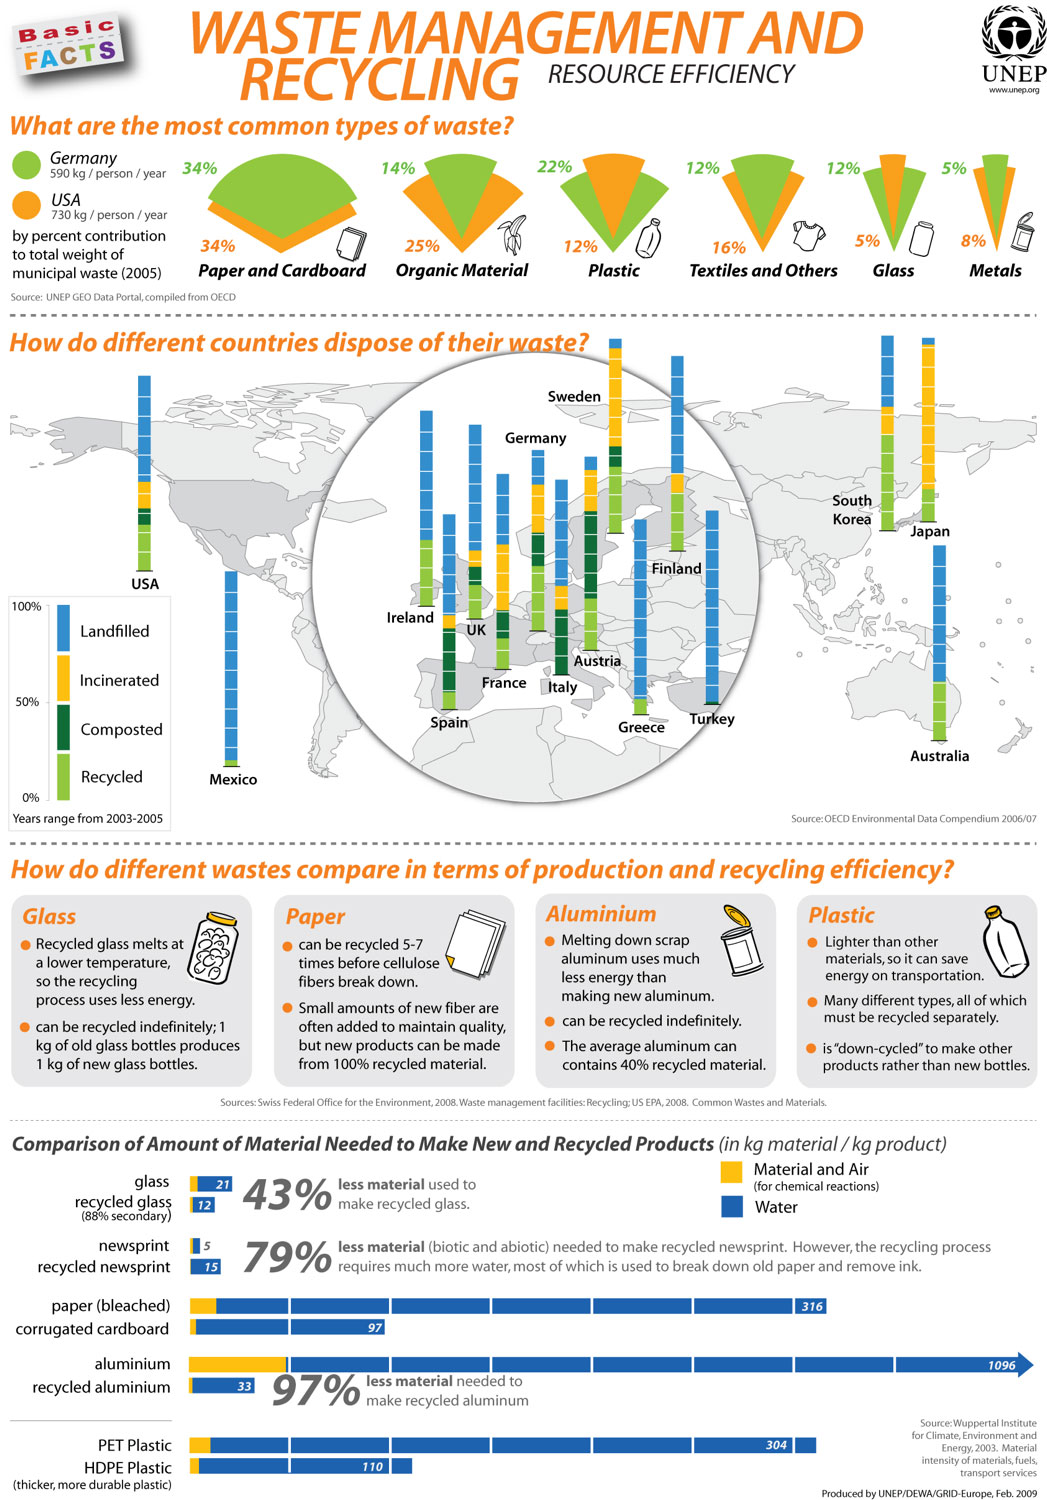 Basic
FACTS
WASTE MANAGEMENT AND
RECYCLING RESOURCE EFFICIENCY
UNEP
www.unep.org
What are the most common types of waste?
Germany
590 kg / person / year
USA
730 kg / person / year
by percent contribution
to total weight of
municipal waste (2005)
34%
34%
Paper and Cardboard
14%
25%
Organic Material
22%
12%
Plastic
12%
16%
Textiles and Others
12%
5%
Glass
5%
8%
Metals
Source: UNEP GEO Data Portal, compiled from OECD
How do different countries dispose of their waste?
Sweden
Germany
South
Korea
Japan
Finland
USA
Ireland
UK
Austria
France
Italy
Spain
Greece
Turkey
Mexico
Australia
100%
Landfilled
Incinerated
50%
Composted
Recycled
0%
Years range from 2003-2005
Source: OECD Environmental Data Compendium 2006/07
How do different wastes compare in terms of production and recycling efficiency?
Glass
Recycled glass melts at
a lower temperature,
so the recycling
process uses less energy.
can be recycled indefinitely; 1
kg of old glass bottles produces
1 kg of new glass bottles.
Paper
can be recycled 5-7
times before cellulose
fibers break down.
Small amounts of new fiber are
often added to maintain quality,
but new products can be made
from 100% recycled material.
Aluminium
Melting down scrap
aluminum uses much
less energy than
making new aluminum.
can be recycled indefinitely.
The average aluminum can
contains 40% recycled material.
Plastic
Lighter than other
materials, so it can save
energy on transportation.
Many different types, all of which
must be recycled separately.
is “down-cycled” to make other
products rather than new bottles.
Sources: Swiss Federal Office for the Environment, 2008. Waste management facilities: Recycling; US EPA, 2008. Common Wastes and Materials.
Comparison of Amount of Material Needed to Make New and Recycled Products (in kg material / kg product)
Material and Air
(for chemical reactions)
Water
glass 21
recycled glass 12
(88% secondary)
43% less material used to
make recycled glass.
newsprint 5
recycled newsprint 15
79% less material (biotic and abiotic) needed to make recycled newsprint. However, the recycling process
requires much more water, most of which is used to break down old paper and remove ink.
paper (bleached) 316
corrugated cardboard 97
aluminium 1096
recycled aluminium 33
97% less material needed to
make recycled aluminum
PET Plastic 304
HDPE Plastic 110
(thicker, more durable plastic)
Source: Wuppertal Institute
for Climate, Environment and
Energy, 2003. Material
intensity of materials, fuels,
transport services
Produced by UNEP/DEWA/GRID-Europe, Feb. 2009